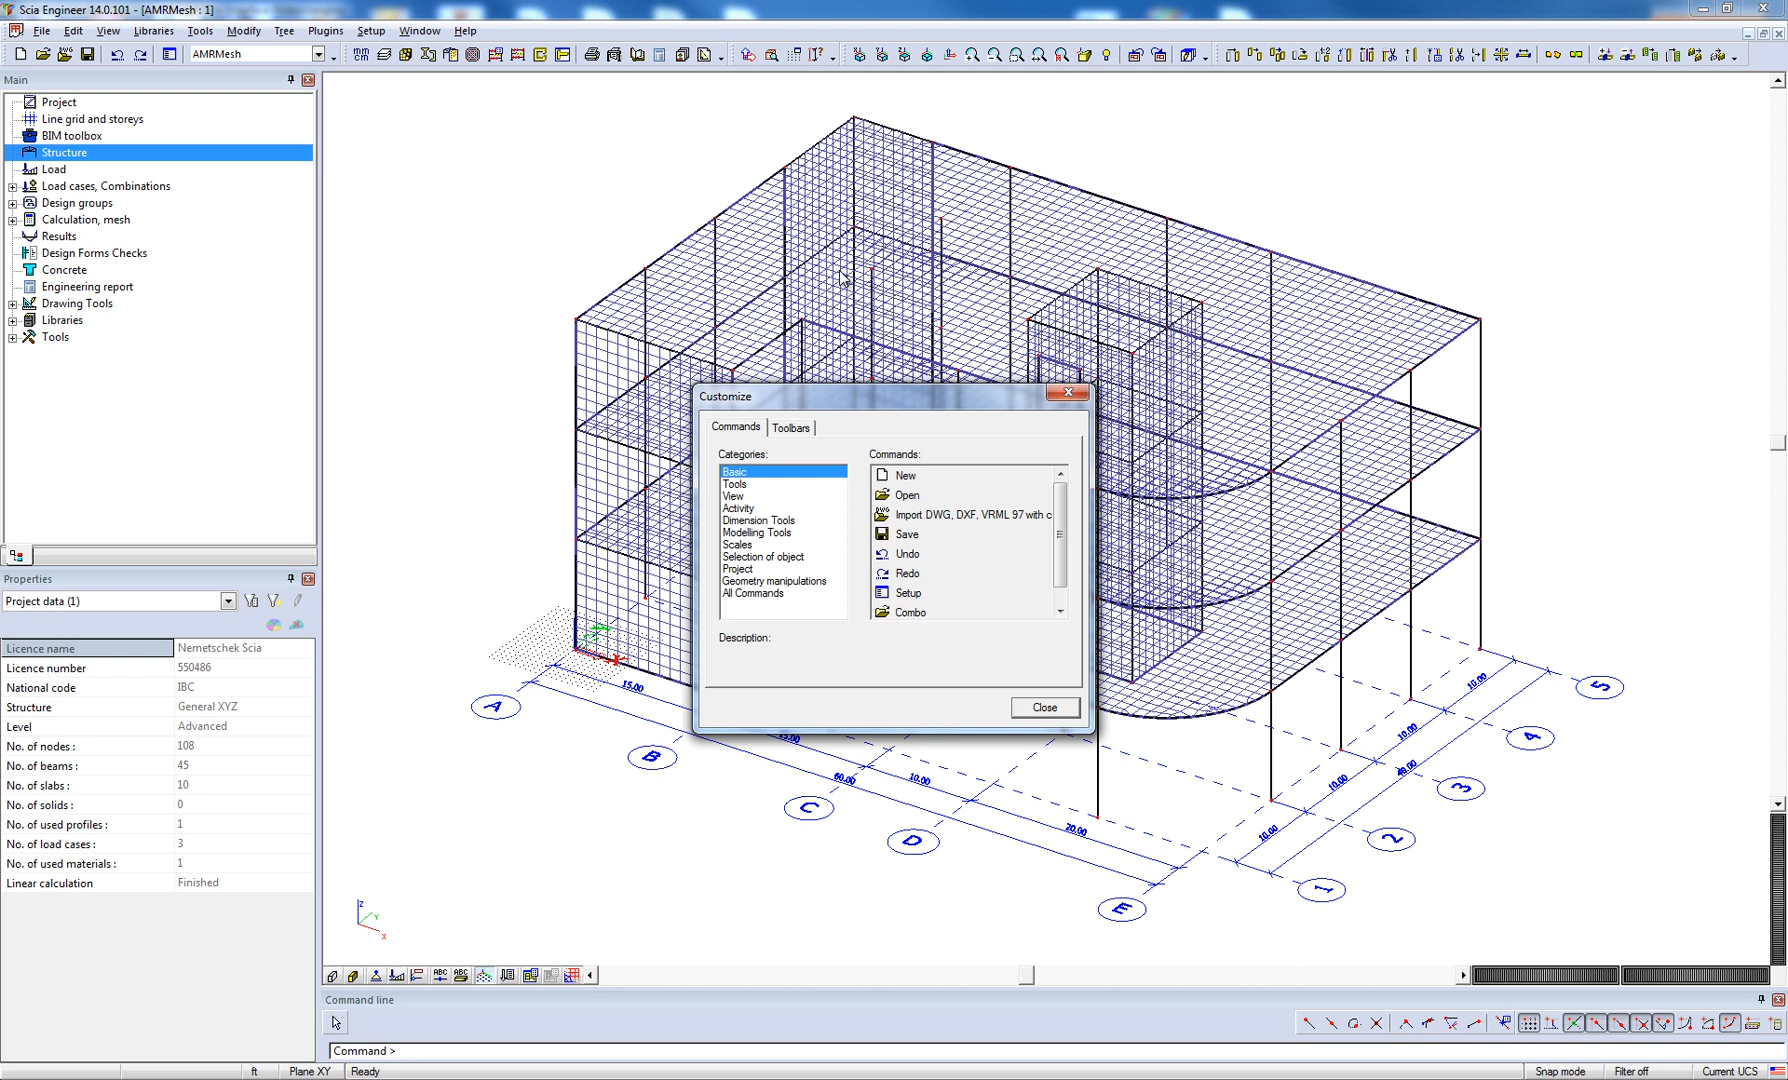 Scia Engineer 14.0.101 - [AMRMesh : 1]
File Edit View Libraries Tools Modify Tree Plugins Setup Window Help
AMRMesh
Main
Project
Line grid and storeys
BIM toolbox
Structure
Load
Load cases, Combinations
Design groups
Calculation, mesh
Results
Design Forms Checks
Concrete
Engineering report
Drawing Tools
Libraries
Tools
Properties
Project data (1)
Licence name Nemetschek Scia
Licence number 550486
National code IBC
Structure General XYZ
Level Advanced
No. of nodes : 108
No. of beams : 45
No. of slabs : 10
No. of solids : 0
No. of used profiles : 1
No. of load cases : 3
No. of used materials : 1
Linear calculation Finished
Customize
Commands Toolbars
Categories:
Basic
Tools
View
Activity
Dimension Tools
Modelling Tools
Scales
Selection of object
Project
Geometry manipulations
All Commands
Commands:
New
Open
Import DWG, DXF, VRML 97 with c
Save
Undo
Redo
Setup
Combo
Description:
Close
15.00
60.00
10.00
20.00
10.00
10.00
10.00
10.00
A
B
C
D
E
1
2
3
4
5
Z
Y
X
ABC ABC
Command line
Command >
ft Plane XY Ready Snap mode Filter off Current UCS